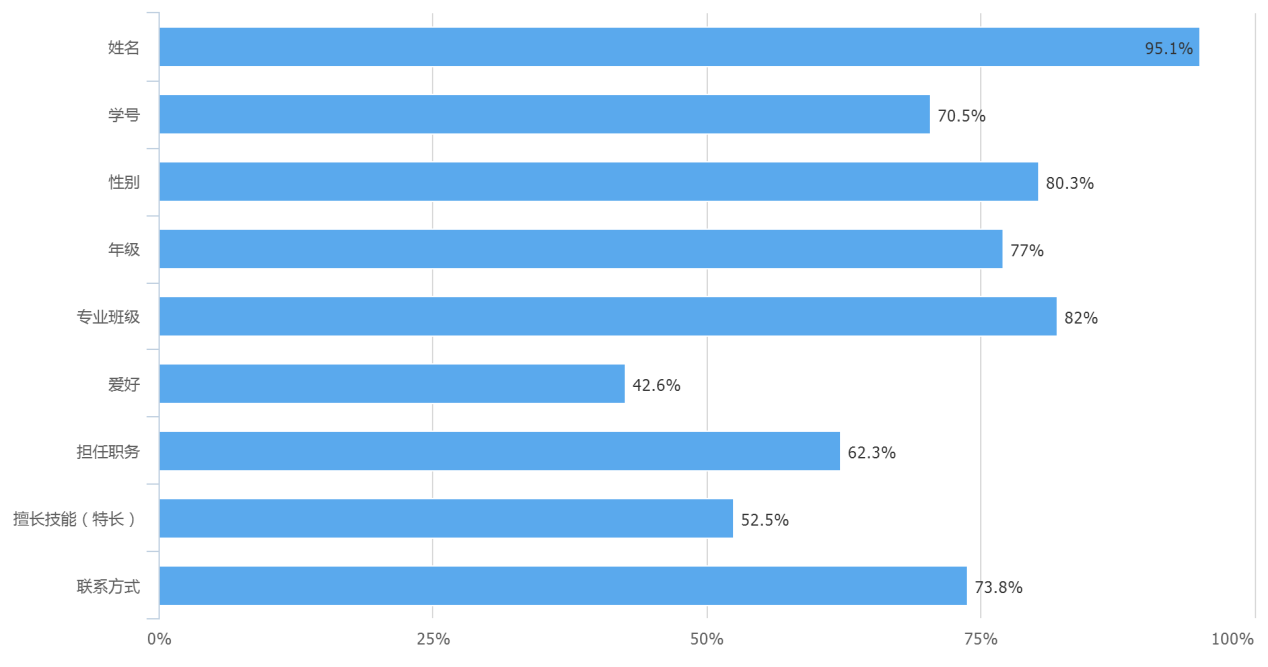 姓名 95.1%
学号 70.5%
性别 80.3%
年级 77%
专业班级 82%
爱好 42.6%
担任职务 62.3%
擅长技能（特长） 52.5%
联系方式 73.8%
0% 25% 50% 75% 100%